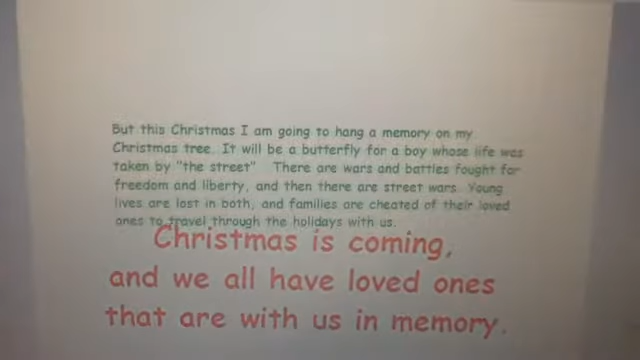 But this Christmas I am going to hang a memory on my
Christmas tree. It will be a butterfly for a boy whose life was
taken by "the street". There are wars and battles fought for
freedom and liberty, and then there are street wars. Young
lives are lost in both, and families are cheated of their loved
ones to travel through the holidays with us.
Christmas is coming,
and we all have loved ones
that are with us in memory.